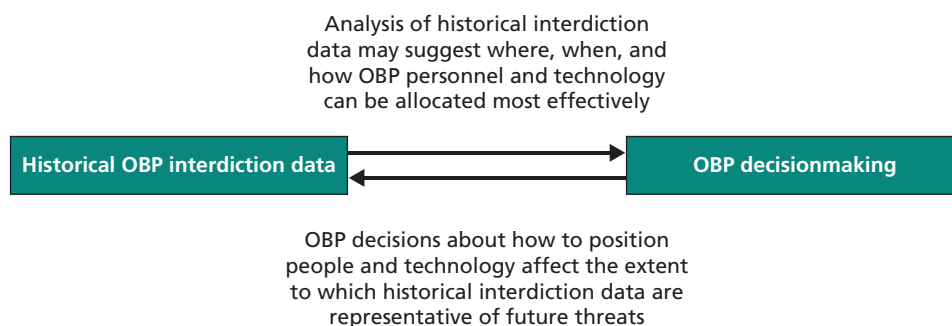 Analysis of historical interdiction
data may suggest where, when, and
how OBP personnel and technology
can be allocated most effectively
Historical OBP interdiction data
OBP decisionmaking
OBP decisions about how to position
people and technology affect the extent
to which historical interdiction data are
representative of future threats